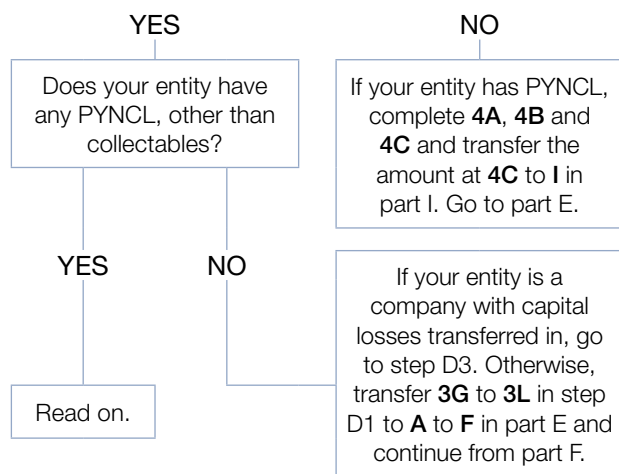 YES
NO
Does your entity have
any PYNCL, other than
collectables?
If your entity has PYNCL,
complete 4A, 4B and
4C and transfer the
amount at 4C to I in
part I. Go to part E.
YES
NO
Read on.
If your entity is a
company with capital
losses transferred in, go
to step D3. Otherwise,
transfer 3G to 3L in step
D1 to A to F in part E and
continue from part F.